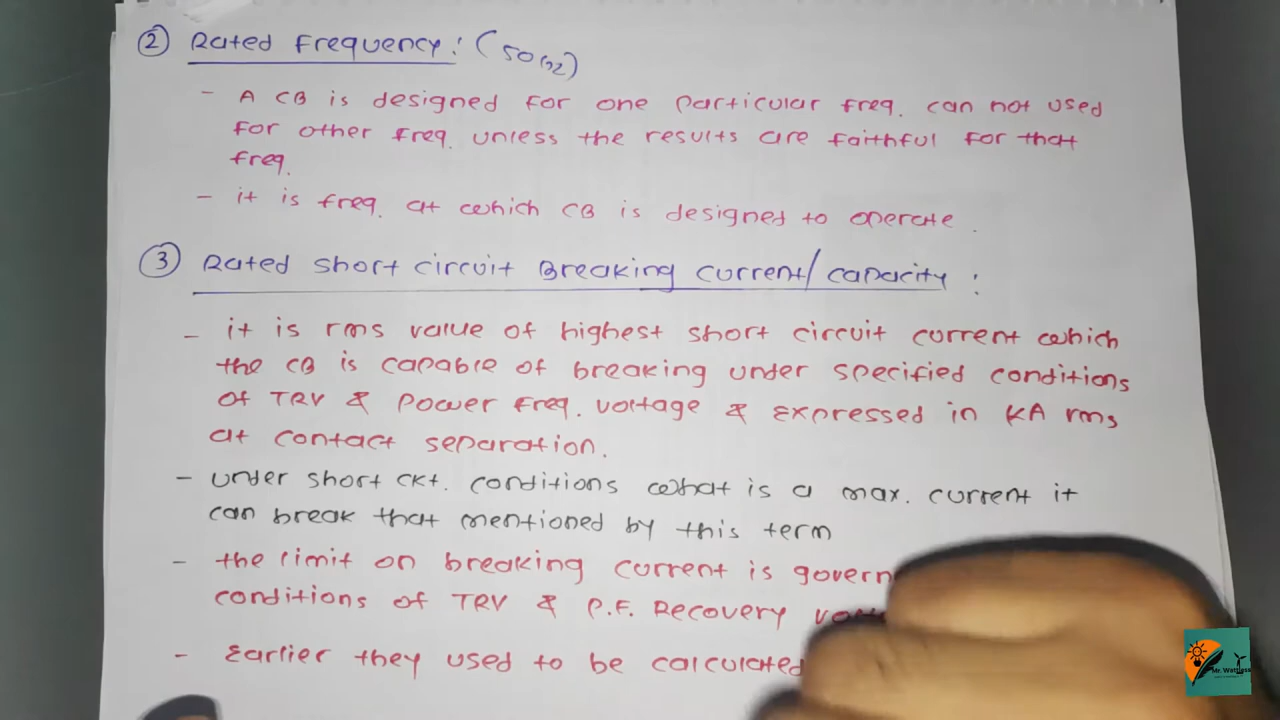 ② Rated Frequency: (50Hz)
- A CB is designed for one particular freq. can not used
for other freq. unless the results are faithful for that
freq.
- it is freq. at which CB is designed to operate.
③ Rated short circuit Breaking current/capacity:
- it is rms value of highest short circuit current which
the CB is capable of breaking under specified conditions
of TRV & Power freq. voltage & expressed in KA rms
at contact separation.
- under short ckt. conditions what is a max. current it
can break that mentioned by this term
- the limit on breaking current is govern
conditions of TRV & P.F. Recovery
- Earlier they used to be calculated
Mr. Wattless